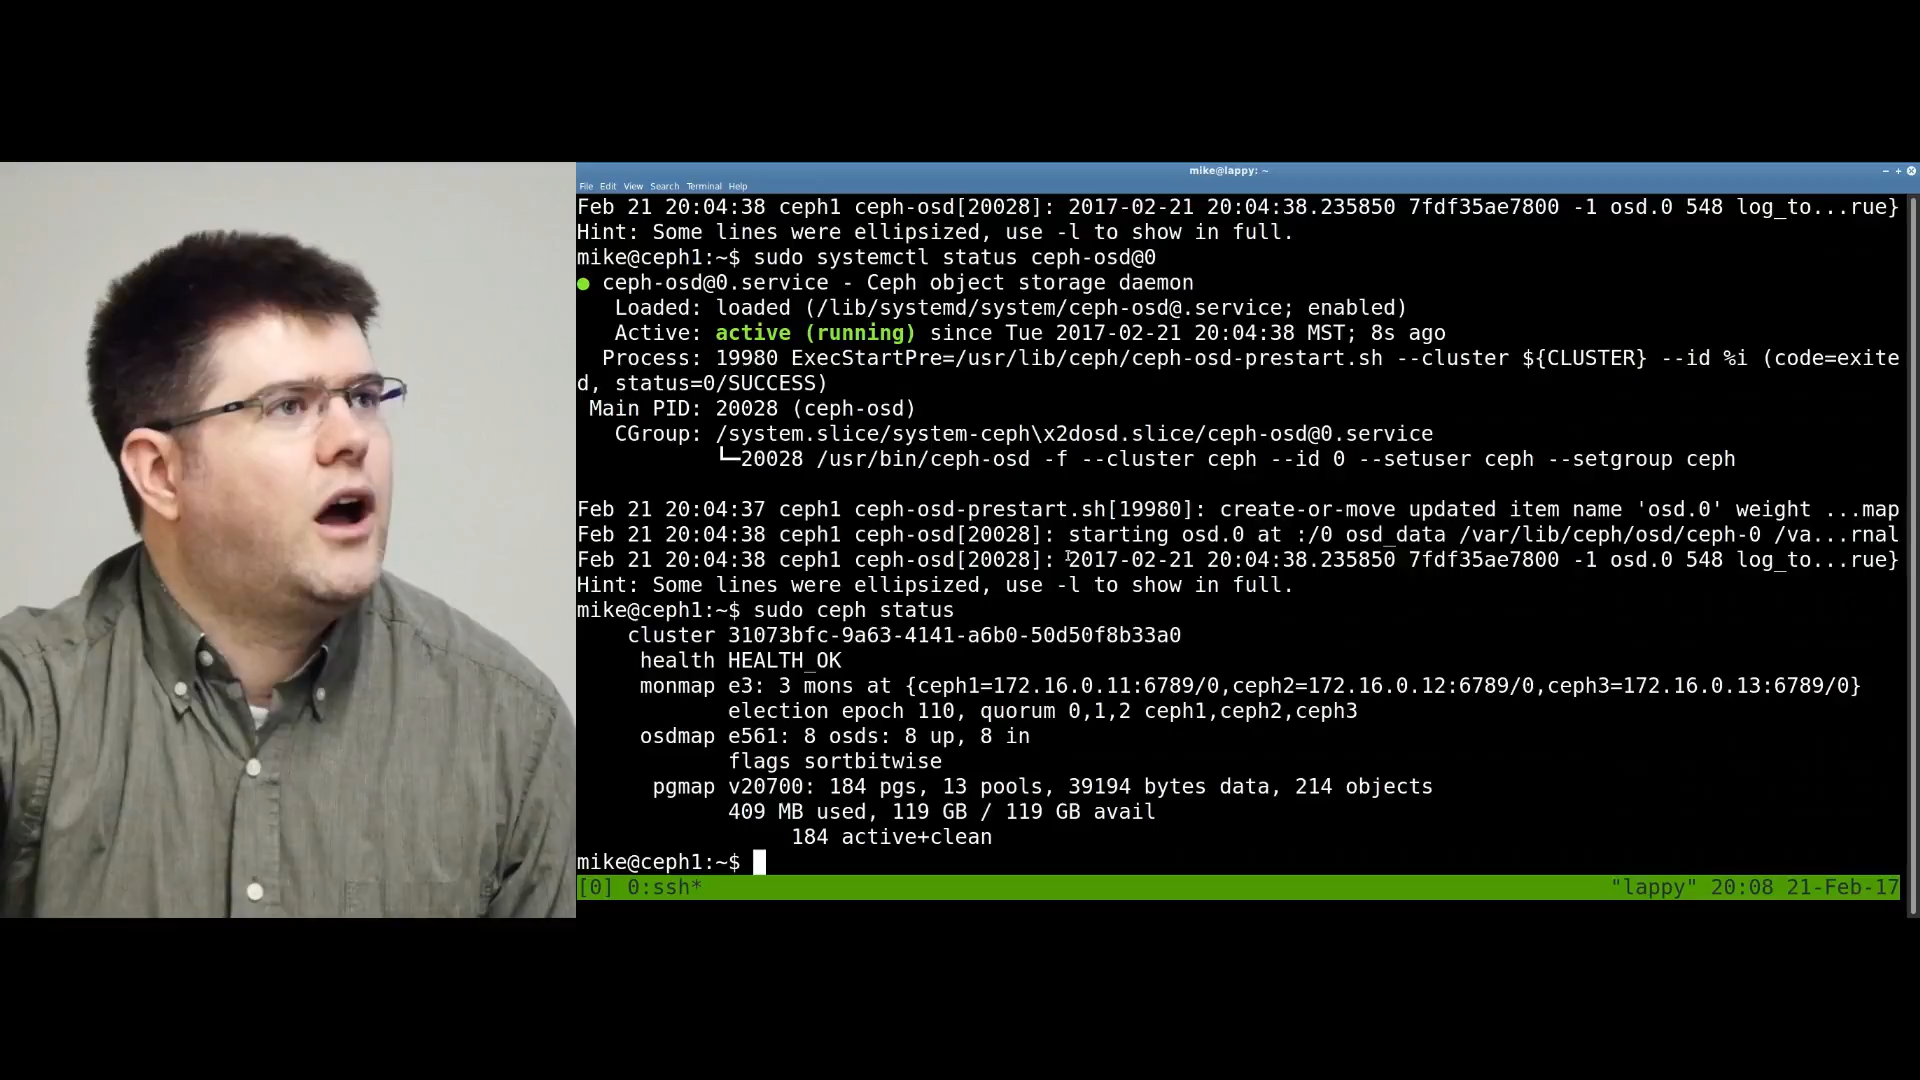 mike@lappy: ~
File Edit View Search Terminal Help
Feb 21 20:04:38 ceph1 ceph-osd[20028]: 2017-02-21 20:04:38.235850 7fdf35ae7800 -1 osd.0 548 log_to...rue}
Hint: Some lines were ellipsized, use -l to show in full.
mike@ceph1:~$ sudo systemctl status ceph-osd@0
● ceph-osd@0.service - Ceph object storage daemon
   Loaded: loaded (/lib/systemd/system/ceph-osd@.service; enabled)
   Active: active (running) since Tue 2017-02-21 20:04:38 MST; 8s ago
  Process: 19980 ExecStartPre=/usr/lib/ceph/ceph-osd-prestart.sh --cluster ${CLUSTER} --id %i (code=exite
d, status=0/SUCCESS)
 Main PID: 20028 (ceph-osd)
   CGroup: /system.slice/system-ceph\x2dosd.slice/ceph-osd@0.service
           └─20028 /usr/bin/ceph-osd -f --cluster ceph --id 0 --setuser ceph --setgroup ceph
Feb 21 20:04:37 ceph1 ceph-osd-prestart.sh[19980]: create-or-move updated item name 'osd.0' weight ...map
Feb 21 20:04:38 ceph1 ceph-osd[20028]: starting osd.0 at :/0 osd_data /var/lib/ceph/osd/ceph-0 /va...rnal
Feb 21 20:04:38 ceph1 ceph-osd[20028]: 2017-02-21 20:04:38.235850 7fdf35ae7800 -1 osd.0 548 log_to...rue}
Hint: Some lines were ellipsized, use -l to show in full.
mike@ceph1:~$ sudo ceph status
    cluster 31073bfc-9a63-4141-a6b0-50d50f8b33a0
     health HEALTH_OK
     monmap e3: 3 mons at {ceph1=172.16.0.11:6789/0,ceph2=172.16.0.12:6789/0,ceph3=172.16.0.13:6789/0}
            election epoch 110, quorum 0,1,2 ceph1,ceph2,ceph3
     osdmap e561: 8 osds: 8 up, 8 in
            flags sortbitwise
      pgmap v20700: 184 pgs, 13 pools, 39194 bytes data, 214 objects
            409 MB used, 119 GB / 119 GB avail
                 184 active+clean
mike@ceph1:~$
[0] 0:ssh* "lappy" 20:08 21-Feb-17